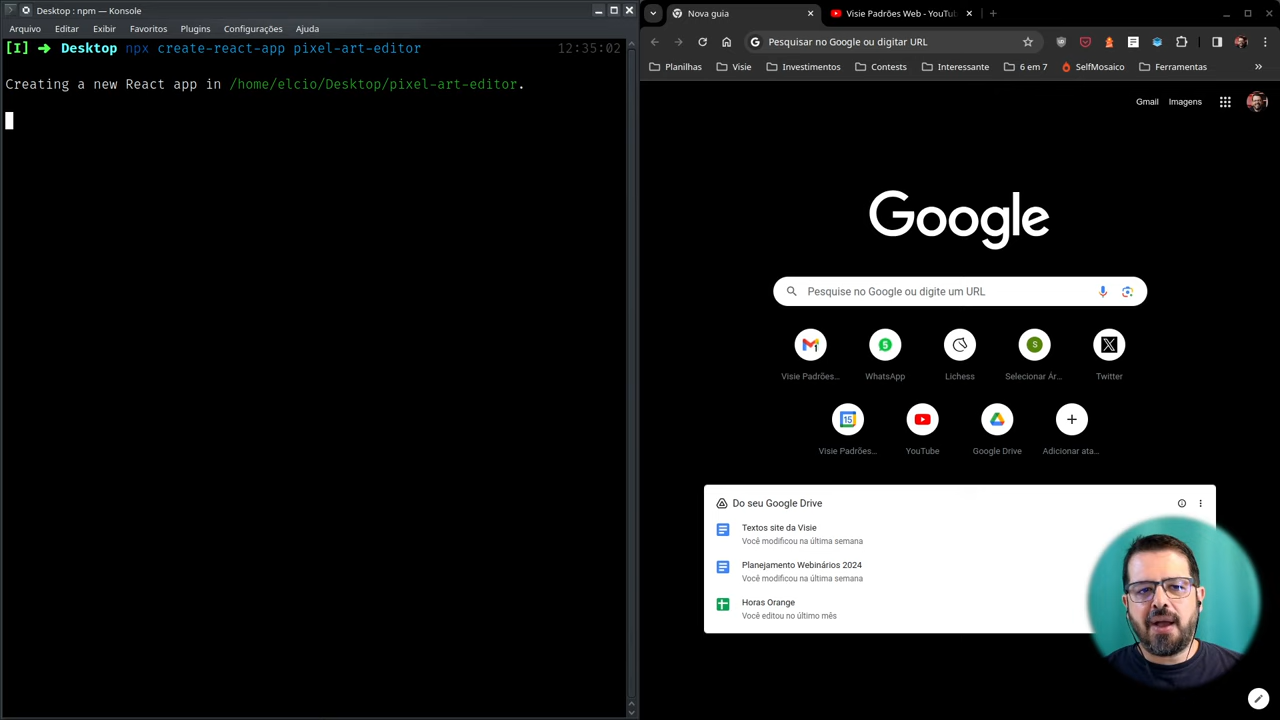 Desktop : npm — Konsole
Arquivo Editar Exibir Favoritos Plugins Configurações Ajuda
[I] ➜ Desktop npx create-react-app pixel-art-editor 12:35:02
Creating a new React app in /home/elcio/Desktop/pixel-art-editor.
Nova guia
Visie Padrões Web - YouTub
Pesquisar no Google ou digitar URL
Planilhas Visie Investimentos Contests Interessante 6 em 7 SelfMosaico Ferramentas »
Gmail Imagens
Google
Pesquise no Google ou digite um URL
1 5 S
Visie Padrões... WhatsApp Lichess Selecionar Ár... Twitter
15
Visie Padrões... YouTube Google Drive Adicionar ata...
Do seu Google Drive
Textos site da Visie
Você modificou na última semana
Planejamento Webinários 2024
Você modificou na última semana
Horas Orange
Você editou no último mês